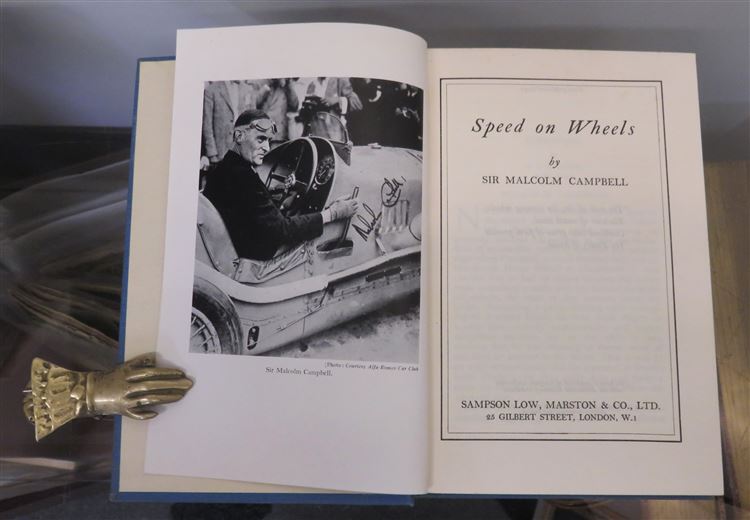 [Photo: Courtesy Alfa Romeo Car Club
Sir Malcolm Campbell.
Speed on Wheels
by
SIR MALCOLM CAMPBELL
SAMPSON LOW, MARSTON & CO., LTD.
25 GILBERT STREET, LONDON, W.1